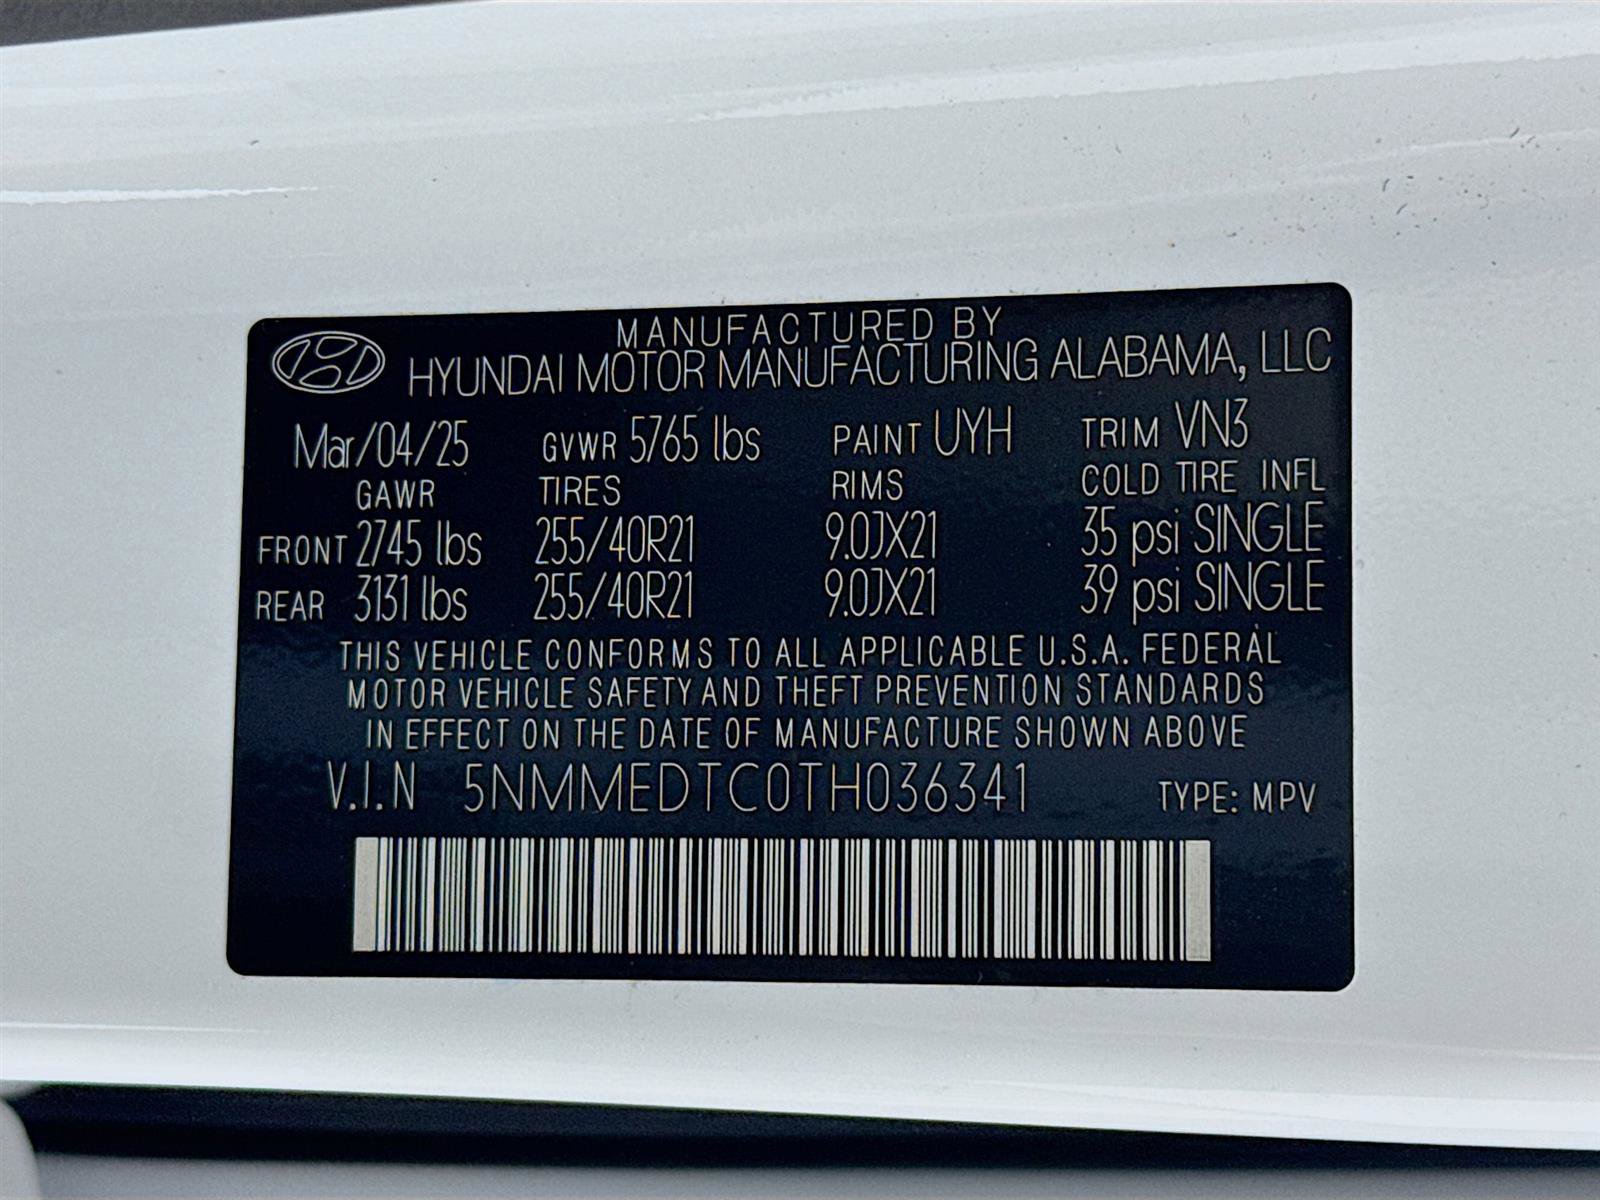 MANUFACTURED BY
HYUNDAI MOTOR MANUFACTURING ALABAMA, LLC
Mar/04/25 GVWR 5765 lbs PAINT UYH TRIM VN3
GAWR TIRES RIMS COLD TIRE INFL
FRONT 2745 lbs 255/40R21 9.0JX21 35 psi SINGLE
REAR 3131 lbs 255/40R21 9.0JX21 39 psi SINGLE
THIS VEHICLE CONFORMS TO ALL APPLICABLE U.S.A. FEDERAL
MOTOR VEHICLE SAFETY AND THEFT PREVENTION STANDARDS
IN EFFECT ON THE DATE OF MANUFACTURE SHOWN ABOVE
V.I.N 5NMMEDTC0TH036341 TYPE: MPV